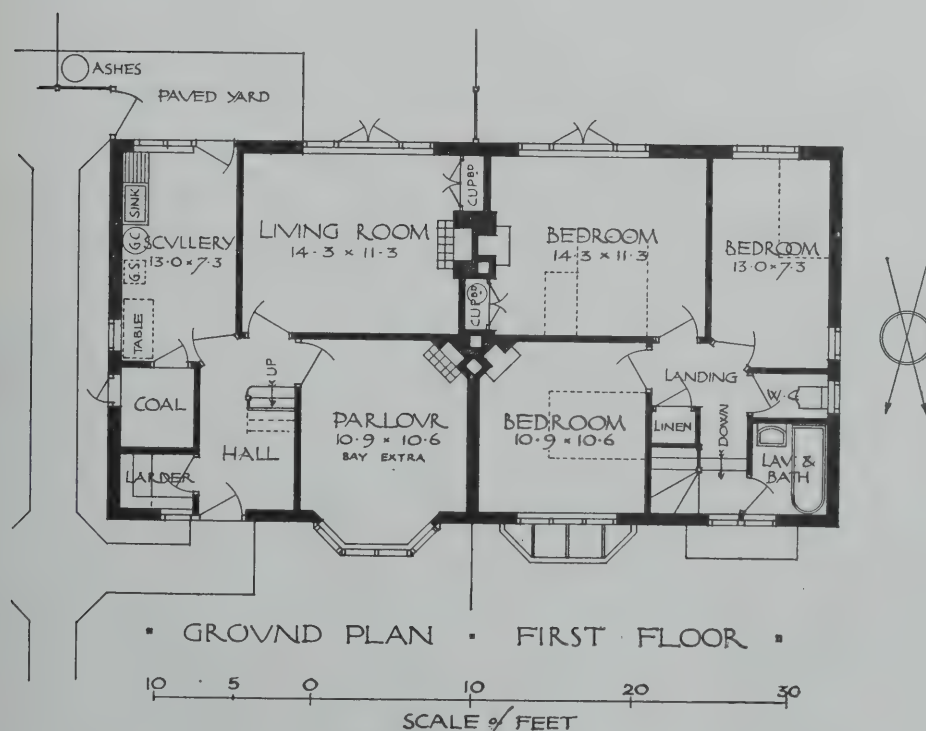 ASHES
PAVED YARD
SINK
GC
GS
SCVLLERY
13.0 × 7.3
TABLE
LIVING ROOM
14.3 × 11.3
CUPBD
CUPBD
BEDROOM
14.3 × 11.3
BEDROOM
13.0 × 7.3
COAL
LARDER
HALL
UP
PARLOVR
10.9 × 10.6
BAY EXTRA
BEDROOM
10.9 × 10.6
LANDING
LINEN
DOWN
W.C
LAV &
BATH
· GROVND PLAN · FIRST FLOOR ·
10 5 0 10 20 30
SCALE of FEET